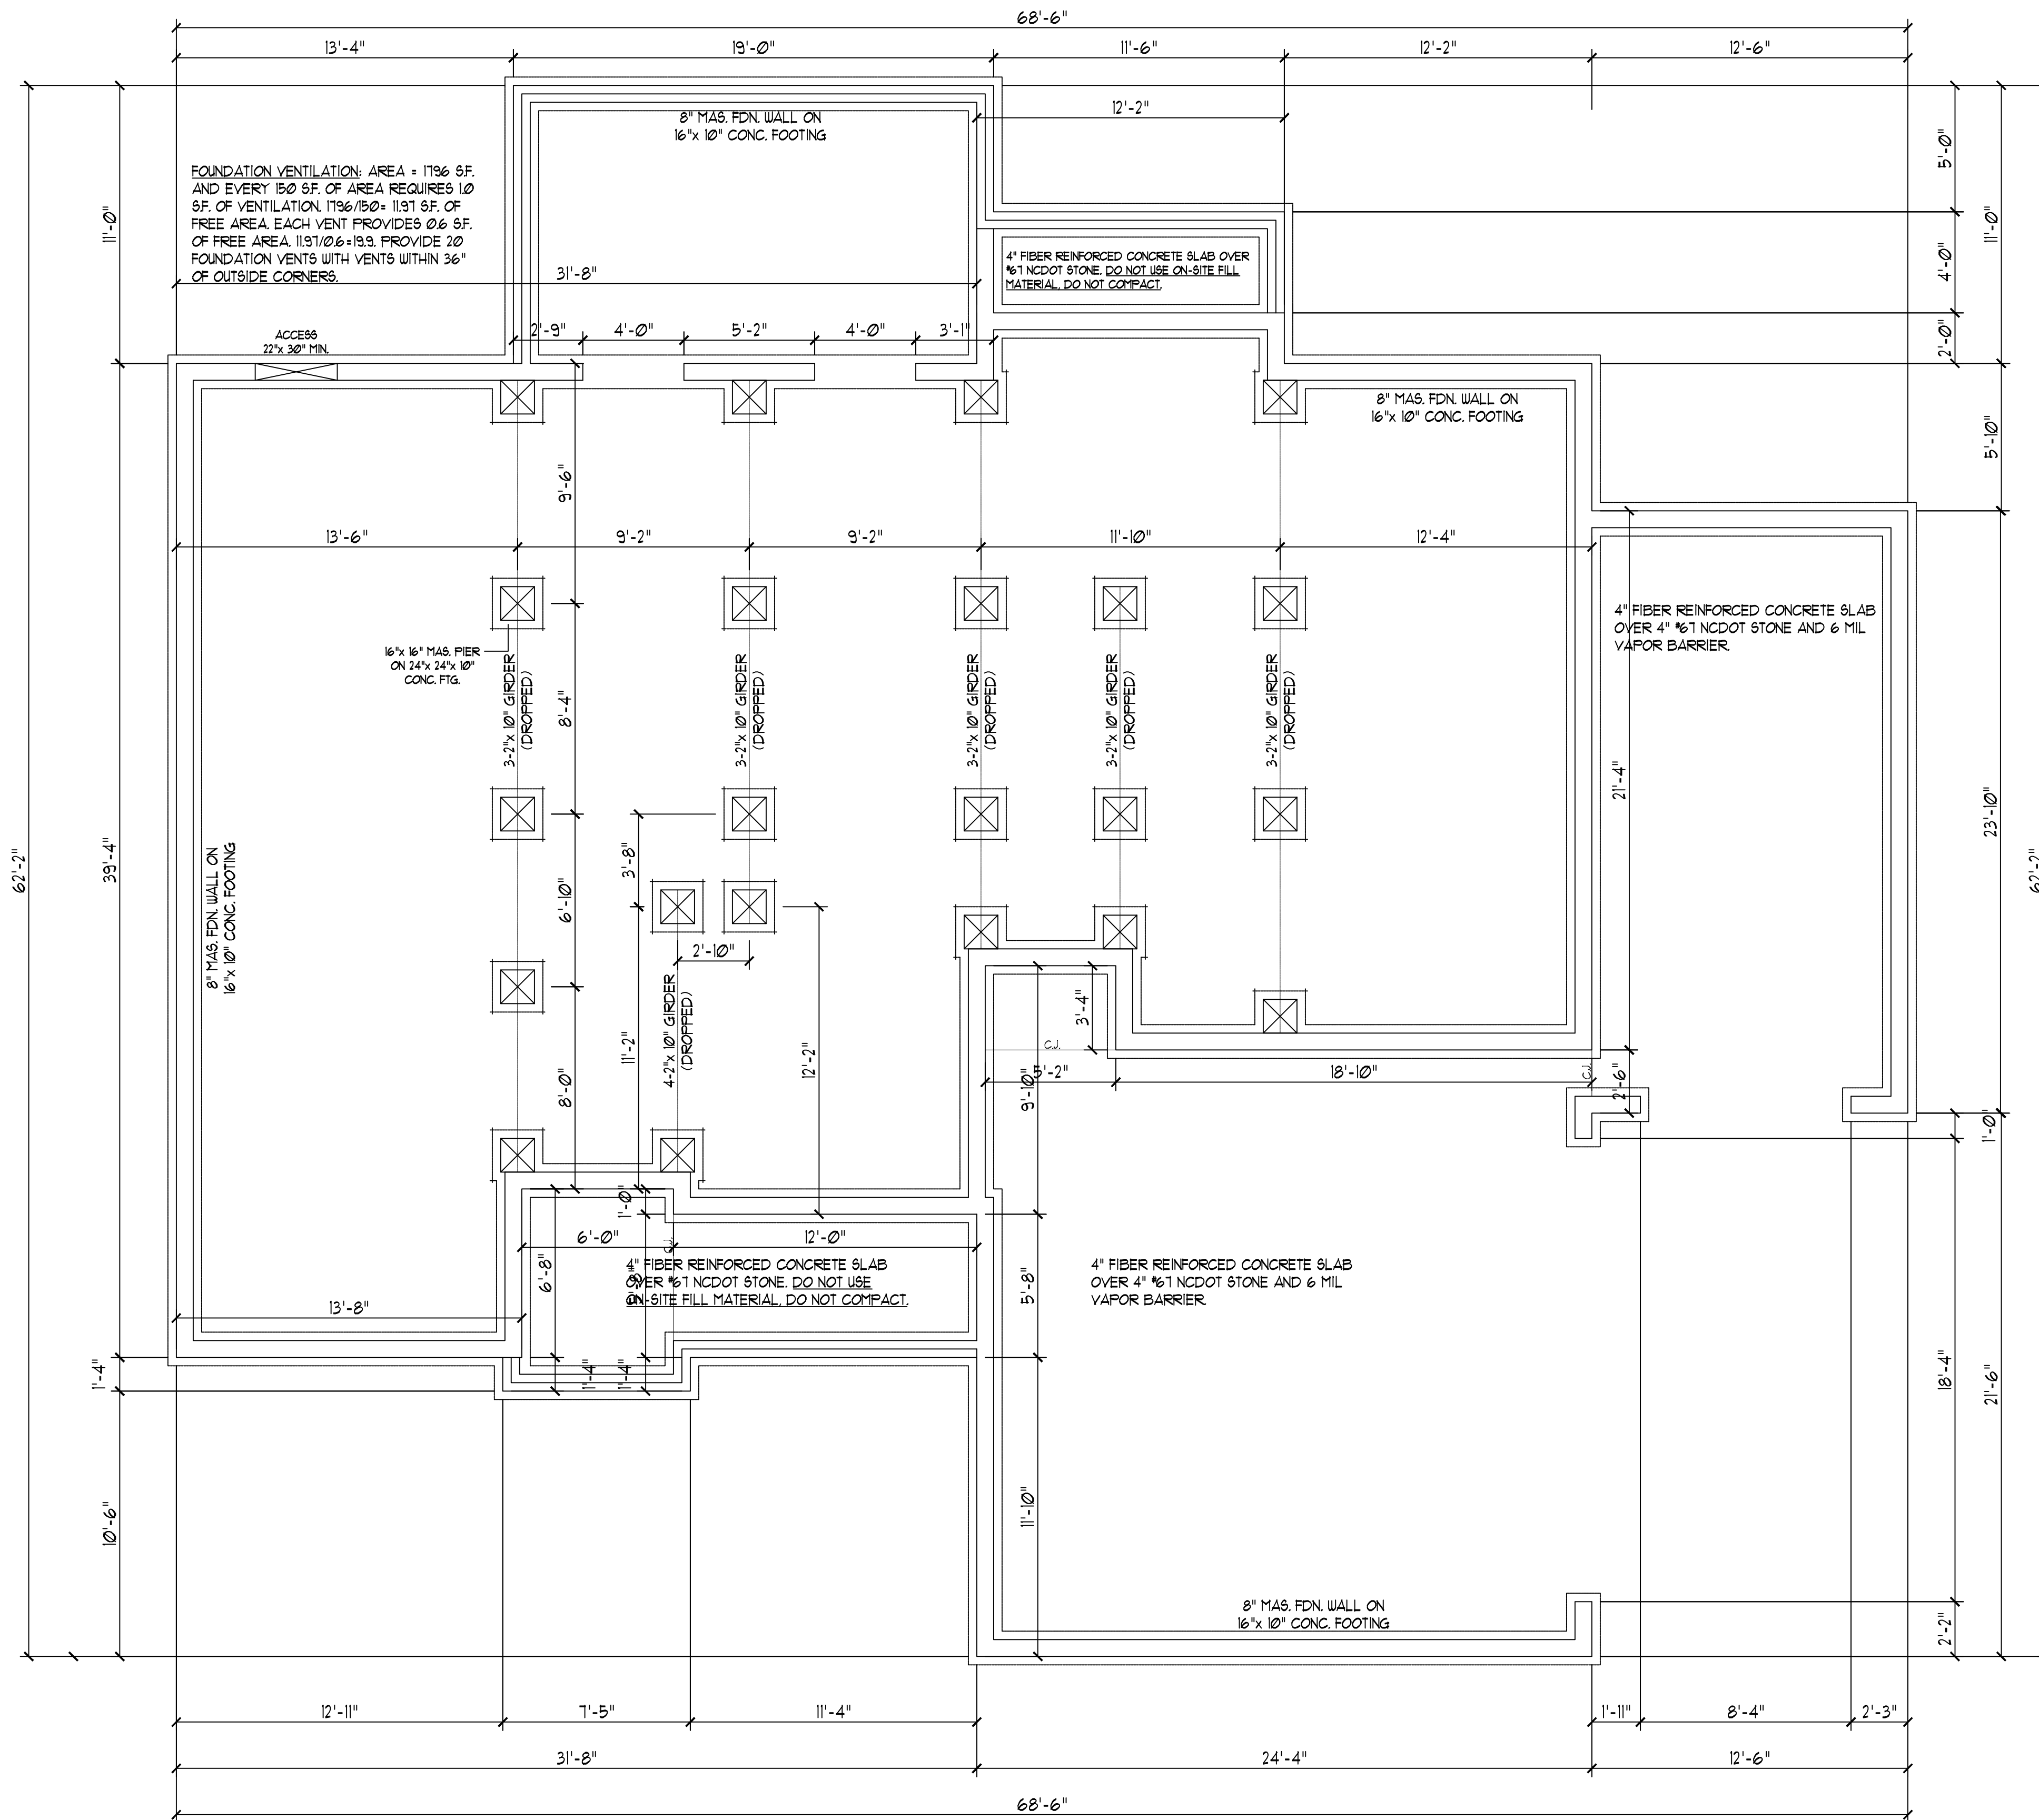 68'-6"
13'-4"
19'-0"
11'-6"
12'-2"
12'-6"
8" MAS. FDN. WALL ON
16"x 10" CONC. FOOTING
12'-2"
FOUNDATION VENTILATION: AREA = 1796 S.F.
AND EVERY 150 S.F. OF AREA REQUIRES 1.0
S.F. OF VENTILATION. 1796/150= 11.97 S.F. OF
FREE AREA. EACH VENT PROVIDES 0.6 S.F.
OF FREE AREA. 11.97/0.6=19.9. PROVIDE 20
FOUNDATION VENTS WITH VENTS WITHIN 36"
OF OUTSIDE CORNERS.
11'-0"
5'-0"
11'-0"
4'-0"
2'-0"
31'-8"
4" FIBER REINFORCED CONCRETE SLAB OVER
#67 NCDOT STONE. DO NOT USE ON-SITE FILL
MATERIAL, DO NOT COMPACT.
ACCESS
22"x 30" MIN.
2'-9"
4'-0"
5'-2"
4'-0"
3'-1"
8" MAS. FDN. WALL ON
16"x 10" CONC. FOOTING
5'-10"
9'-6"
13'-6"
9'-2"
9'-2"
11'-10"
12'-4"
4" FIBER REINFORCED CONCRETE SLAB
OVER 4" #67 NCDOT STONE AND 6 MIL
VAPOR BARRIER.
16"x 16" MAS. PIER
ON 24"x 24"x 10"
CONC. FTG.
3-2"x 10" GIRDER
(DROPPED)
8'-4"
3-2"x 10" GIRDER
(DROPPED)
3-2"x 10" GIRDER
(DROPPED)
3-2"x 10" GIRDER
(DROPPED)
3-2"x 10" GIRDER
(DROPPED)
21'-4"
23'-10"
62'-2"
39'-4"
62'-2"
8" MAS. FDN. WALL ON
16"x 10" CONC. FOOTING
3'-8"
6'-10"
2'-10"
4-2"x 10" GIRDER
(DROPPED)
11'-2"
12'-2"
8'-0"
3'-4"
C.J.
5'-2"
18'-10"
9'-10"
C.J.
2'-6"
1'-0"
1'-0"
6'-0"
12'-0"
C.J.
6'-8"
5'-8"
4" FIBER REINFORCED CONCRETE SLAB
OVER #67 NCDOT STONE. DO NOT USE
ON-SITE FILL MATERIAL, DO NOT COMPACT.
5'-8"
4" FIBER REINFORCED CONCRETE SLAB
OVER 4" #67 NCDOT STONE AND 6 MIL
VAPOR BARRIER.
13'-8"
1'-4"
1'-4"
1'-4"
18'-4"
21'-6"
10'-6"
11'-10"
8" MAS. FDN. WALL ON
16"x 10" CONC. FOOTING
2'-2"
12'-11"
7'-5"
11'-4"
1'-11"
8'-4"
2'-3"
31'-8"
24'-4"
12'-6"
68'-6"